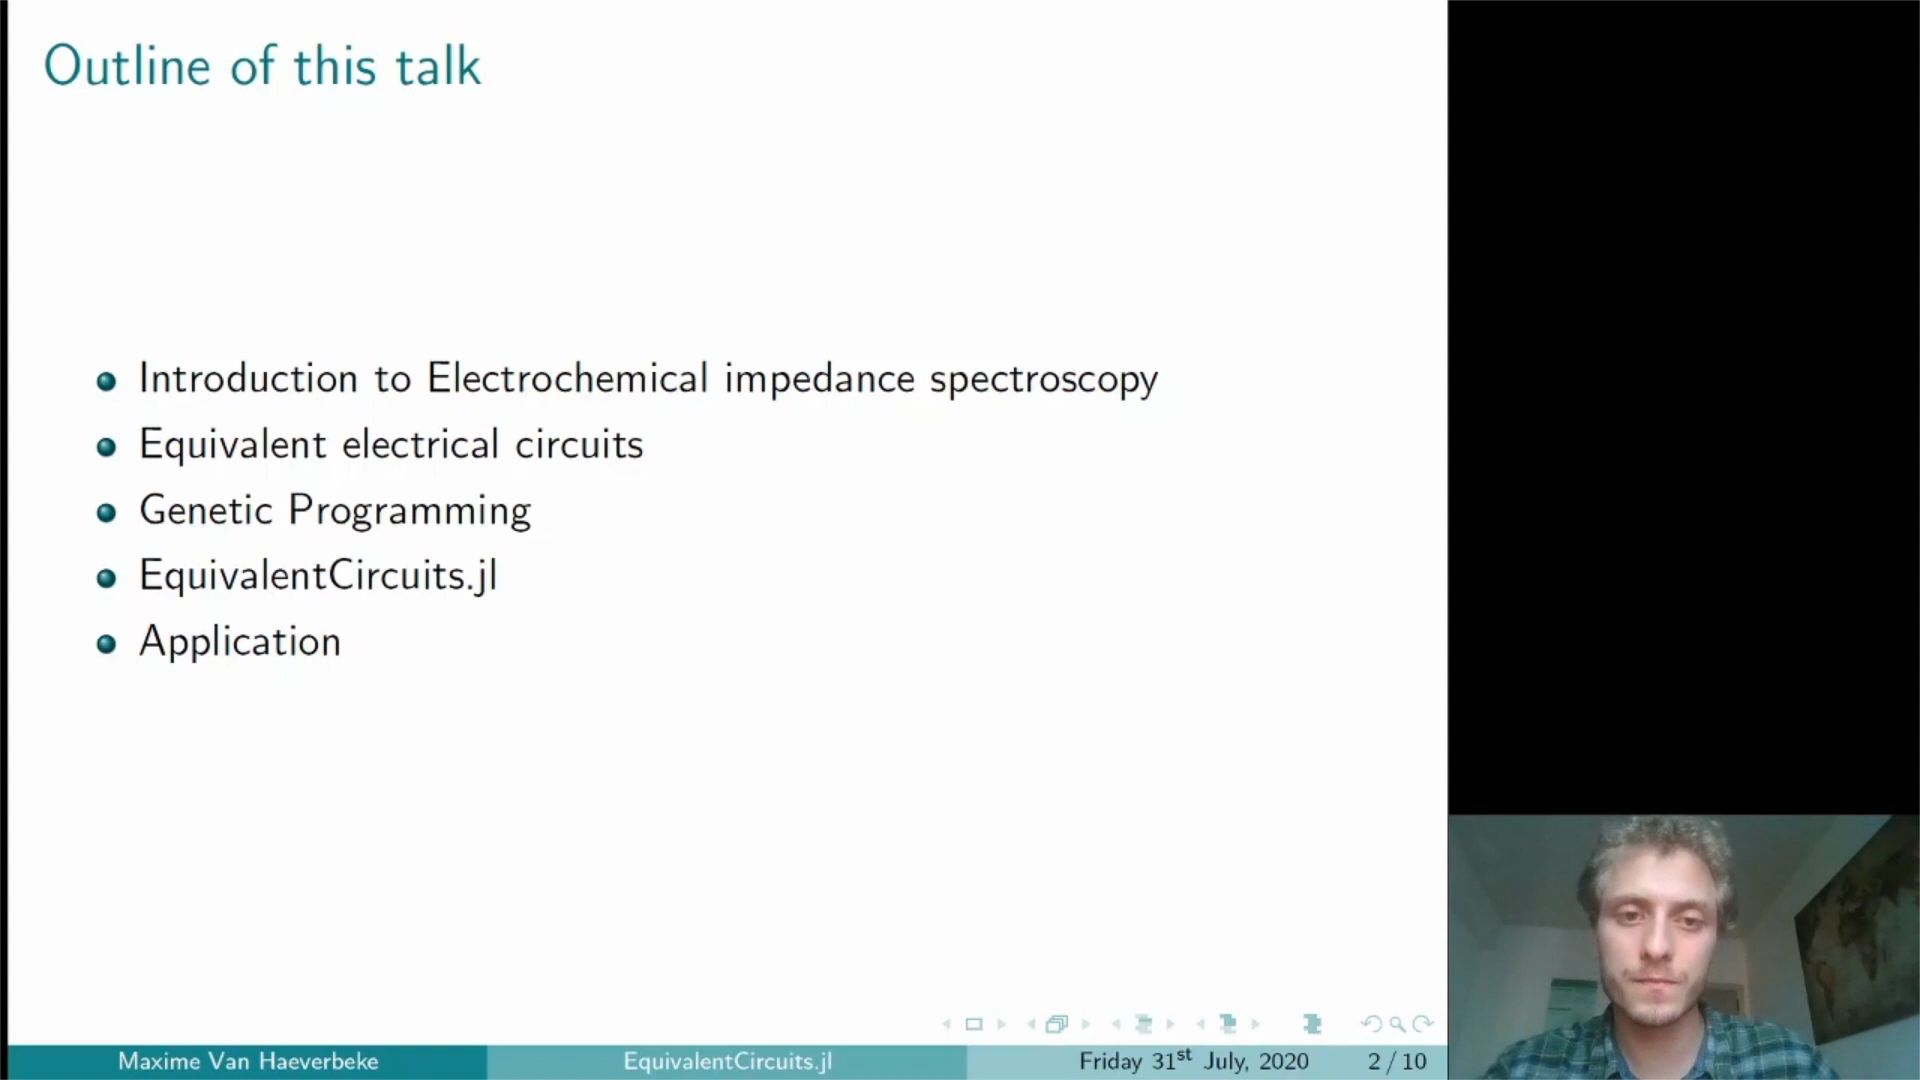 Outline of this talk
Introduction to Electrochemical impedance spectroscopy
Equivalent electrical circuits
Genetic Programming
EquivalentCircuits.jl
Application
Maxime Van Haeverbeke EquivalentCircuits.jl Friday 31st July, 2020 2 / 10